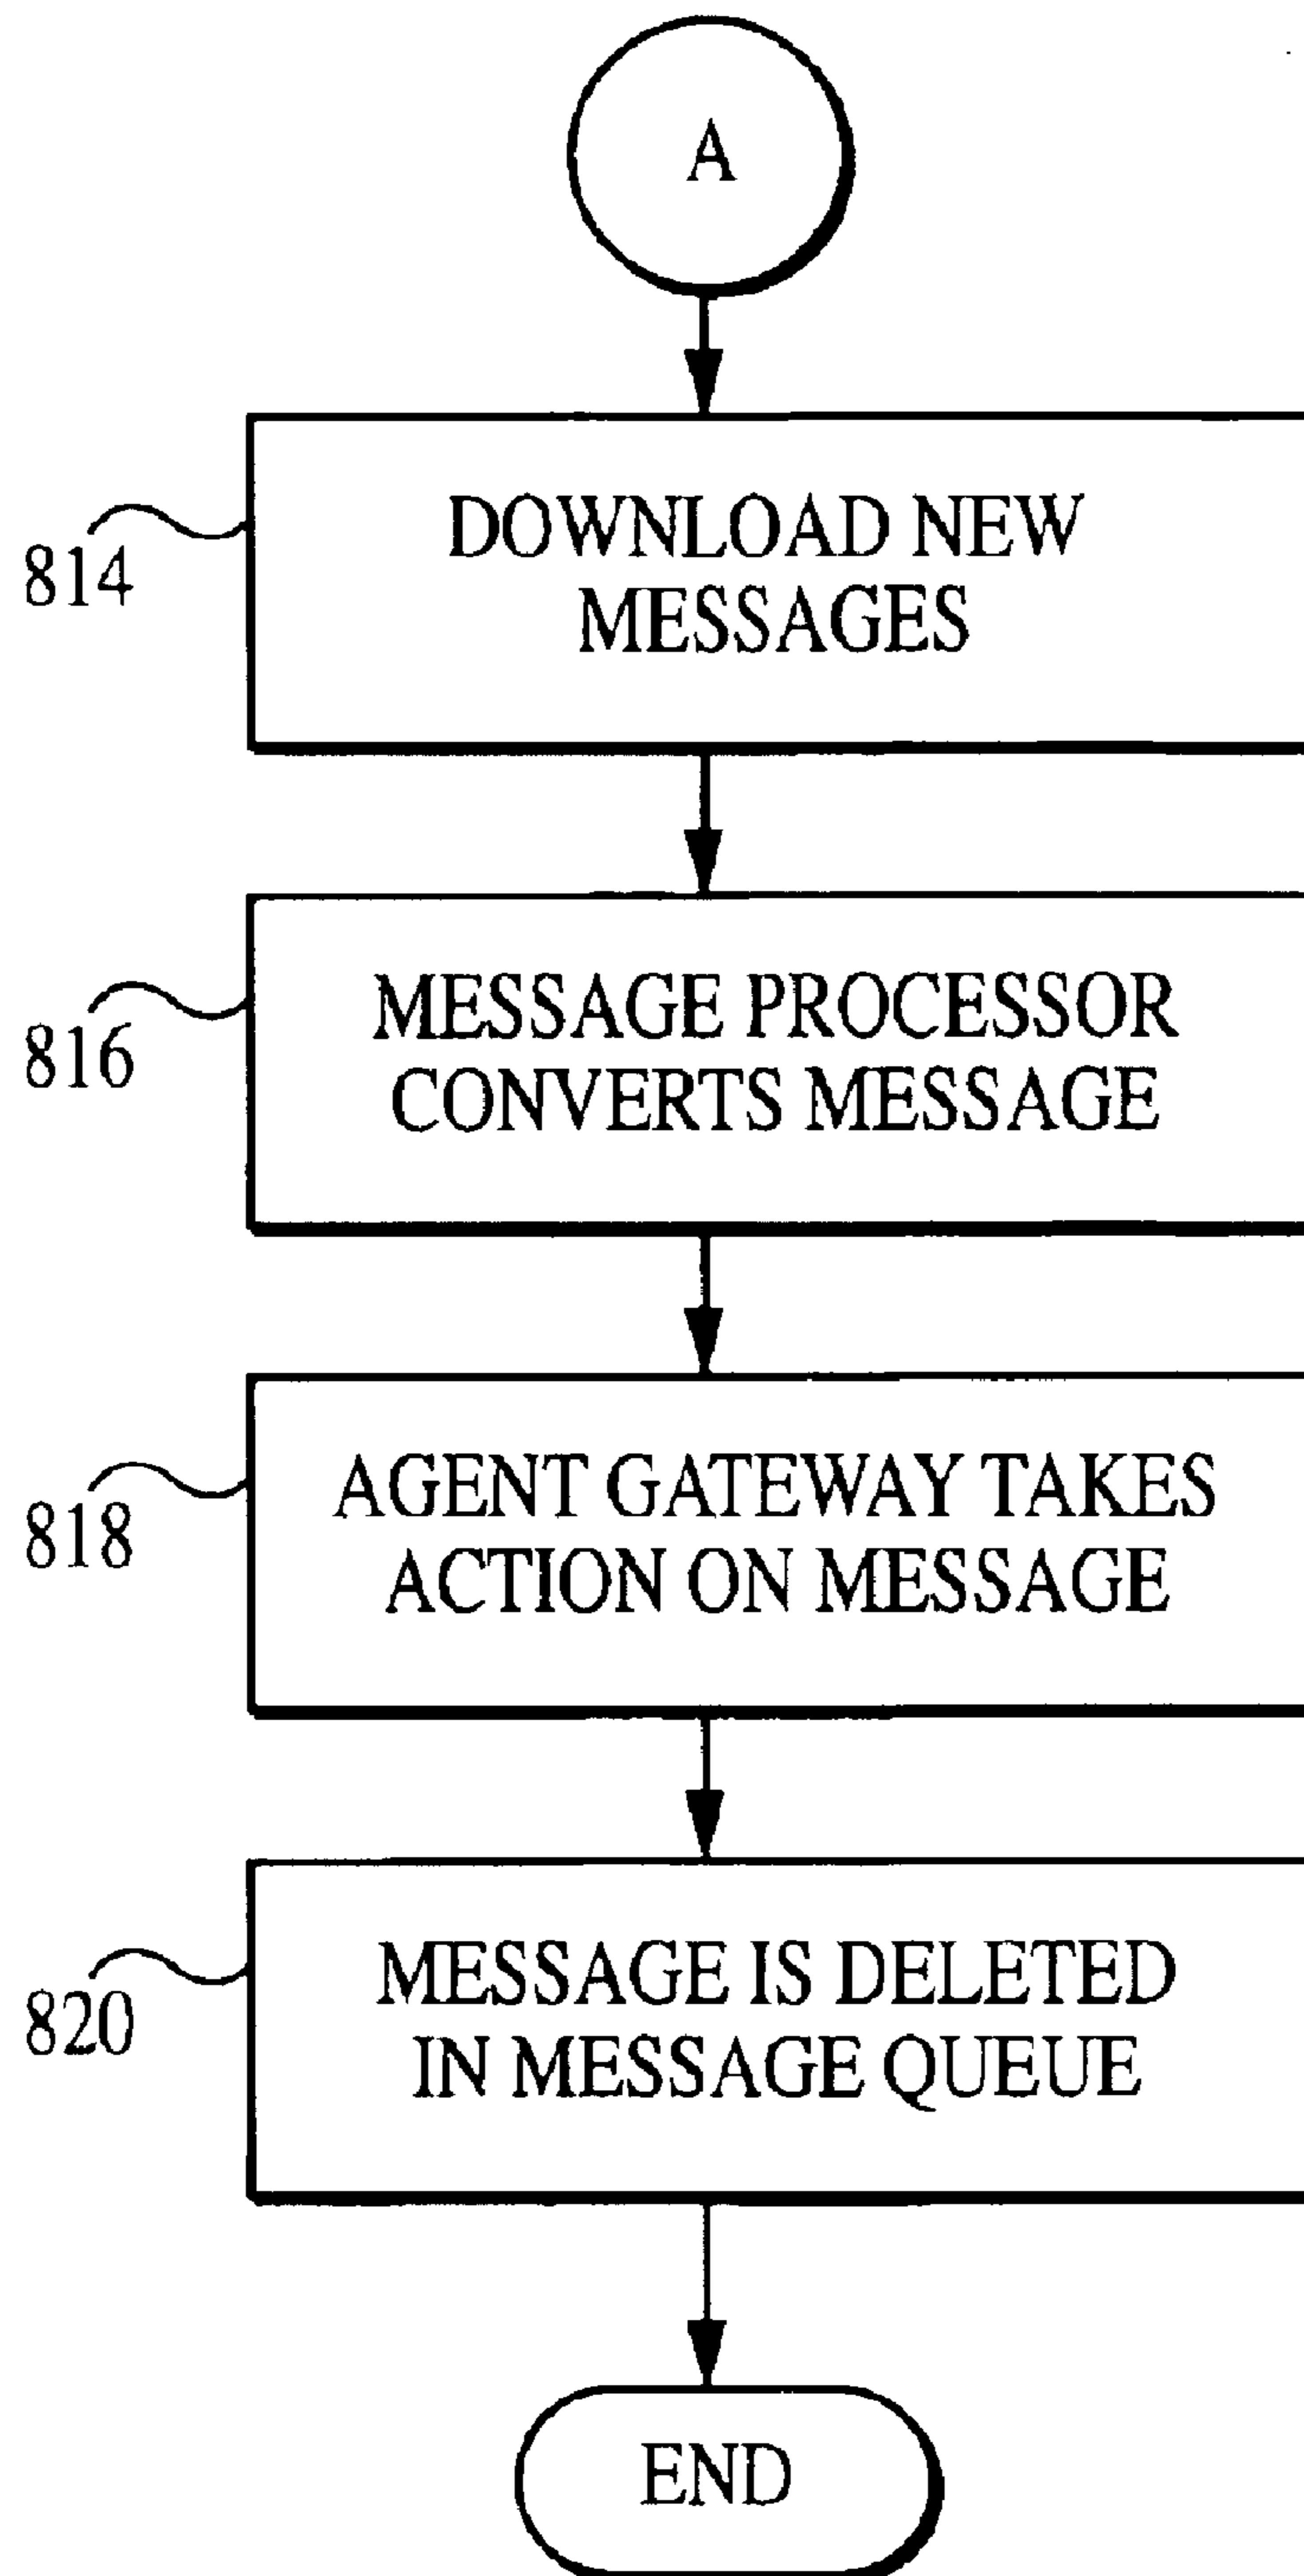 A
DOWNLOAD NEW
MESSAGES
814
MESSAGE PROCESSOR
CONVERTS MESSAGE
816
AGENT GATEWAY TAKES
ACTION ON MESSAGE
818
MESSAGE IS DELETED
IN MESSAGE QUEUE
820
END